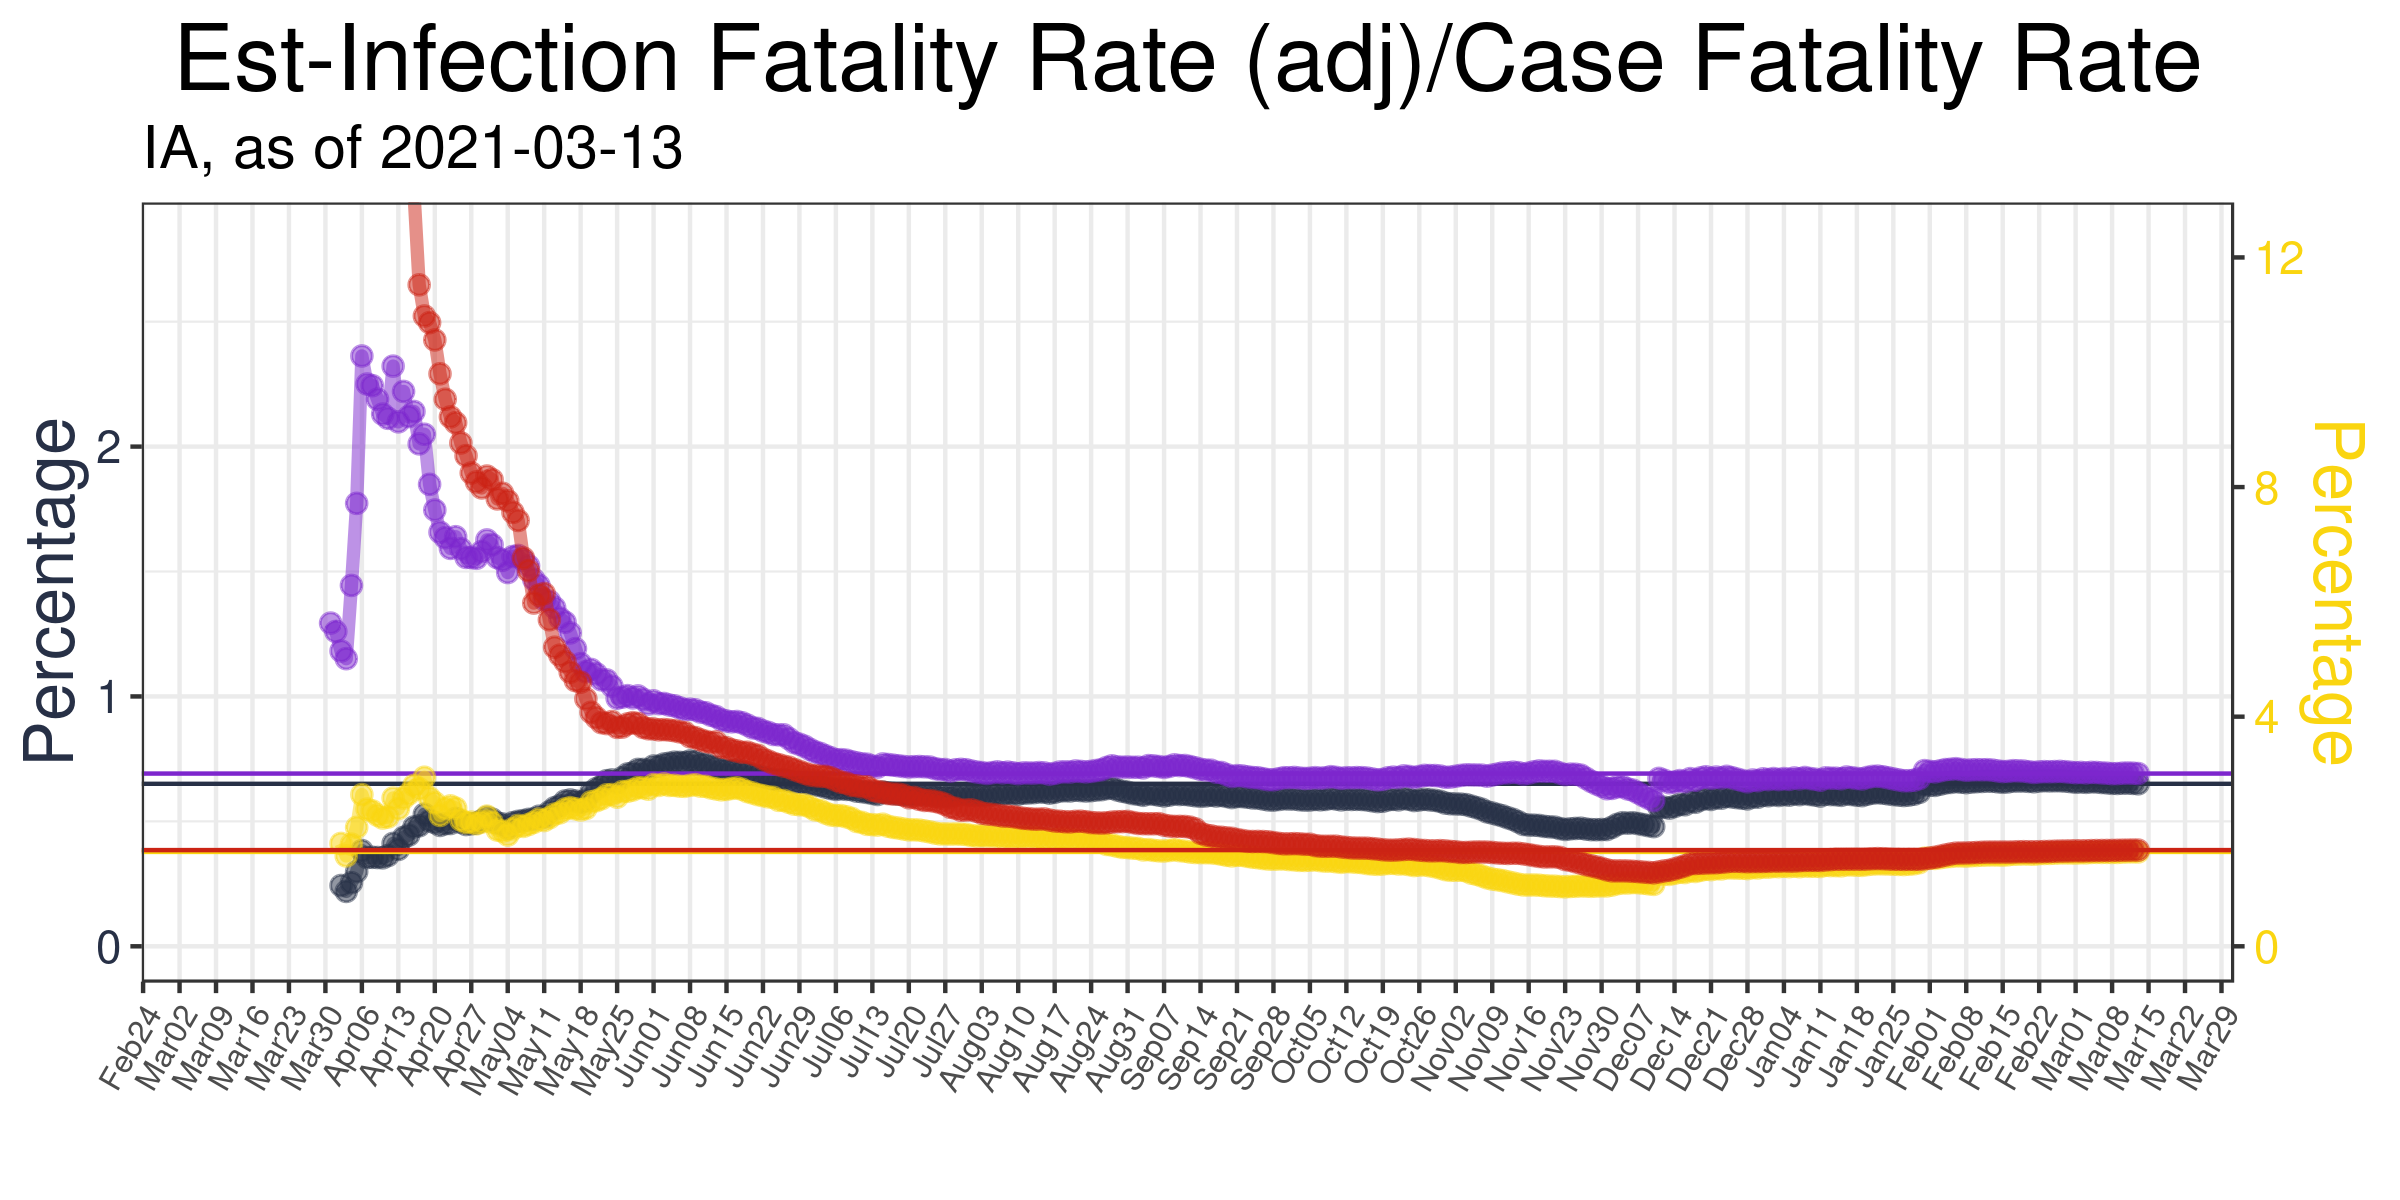 Est-Infection Fatality Rate (adj)/Case Fatality Rate
IA, as of 2021-03-13
Percentage
2
1
0
12
8
4
0
Percentage
Feb24
Mar02
Mar09
Mar16
Mar23
Mar30
Apr06
Apr13
Apr20
Apr27
May04
May11
May18
May25
Jun01
Jun08
Jun15
Jun22
Jun29
Jul06
Jul13
Jul20
Jul27
Aug03
Aug10
Aug17
Aug24
Aug31
Sep07
Sep14
Sep21
Sep28
Oct05
Oct12
Oct19
Oct26
Nov02
Nov09
Nov16
Nov23
Nov30
Dec07
Dec14
Dec21
Dec28
Jan04
Jan11
Jan18
Jan25
Feb01
Feb08
Feb15
Feb22
Mar01
Mar08
Mar15
Mar22
Mar29